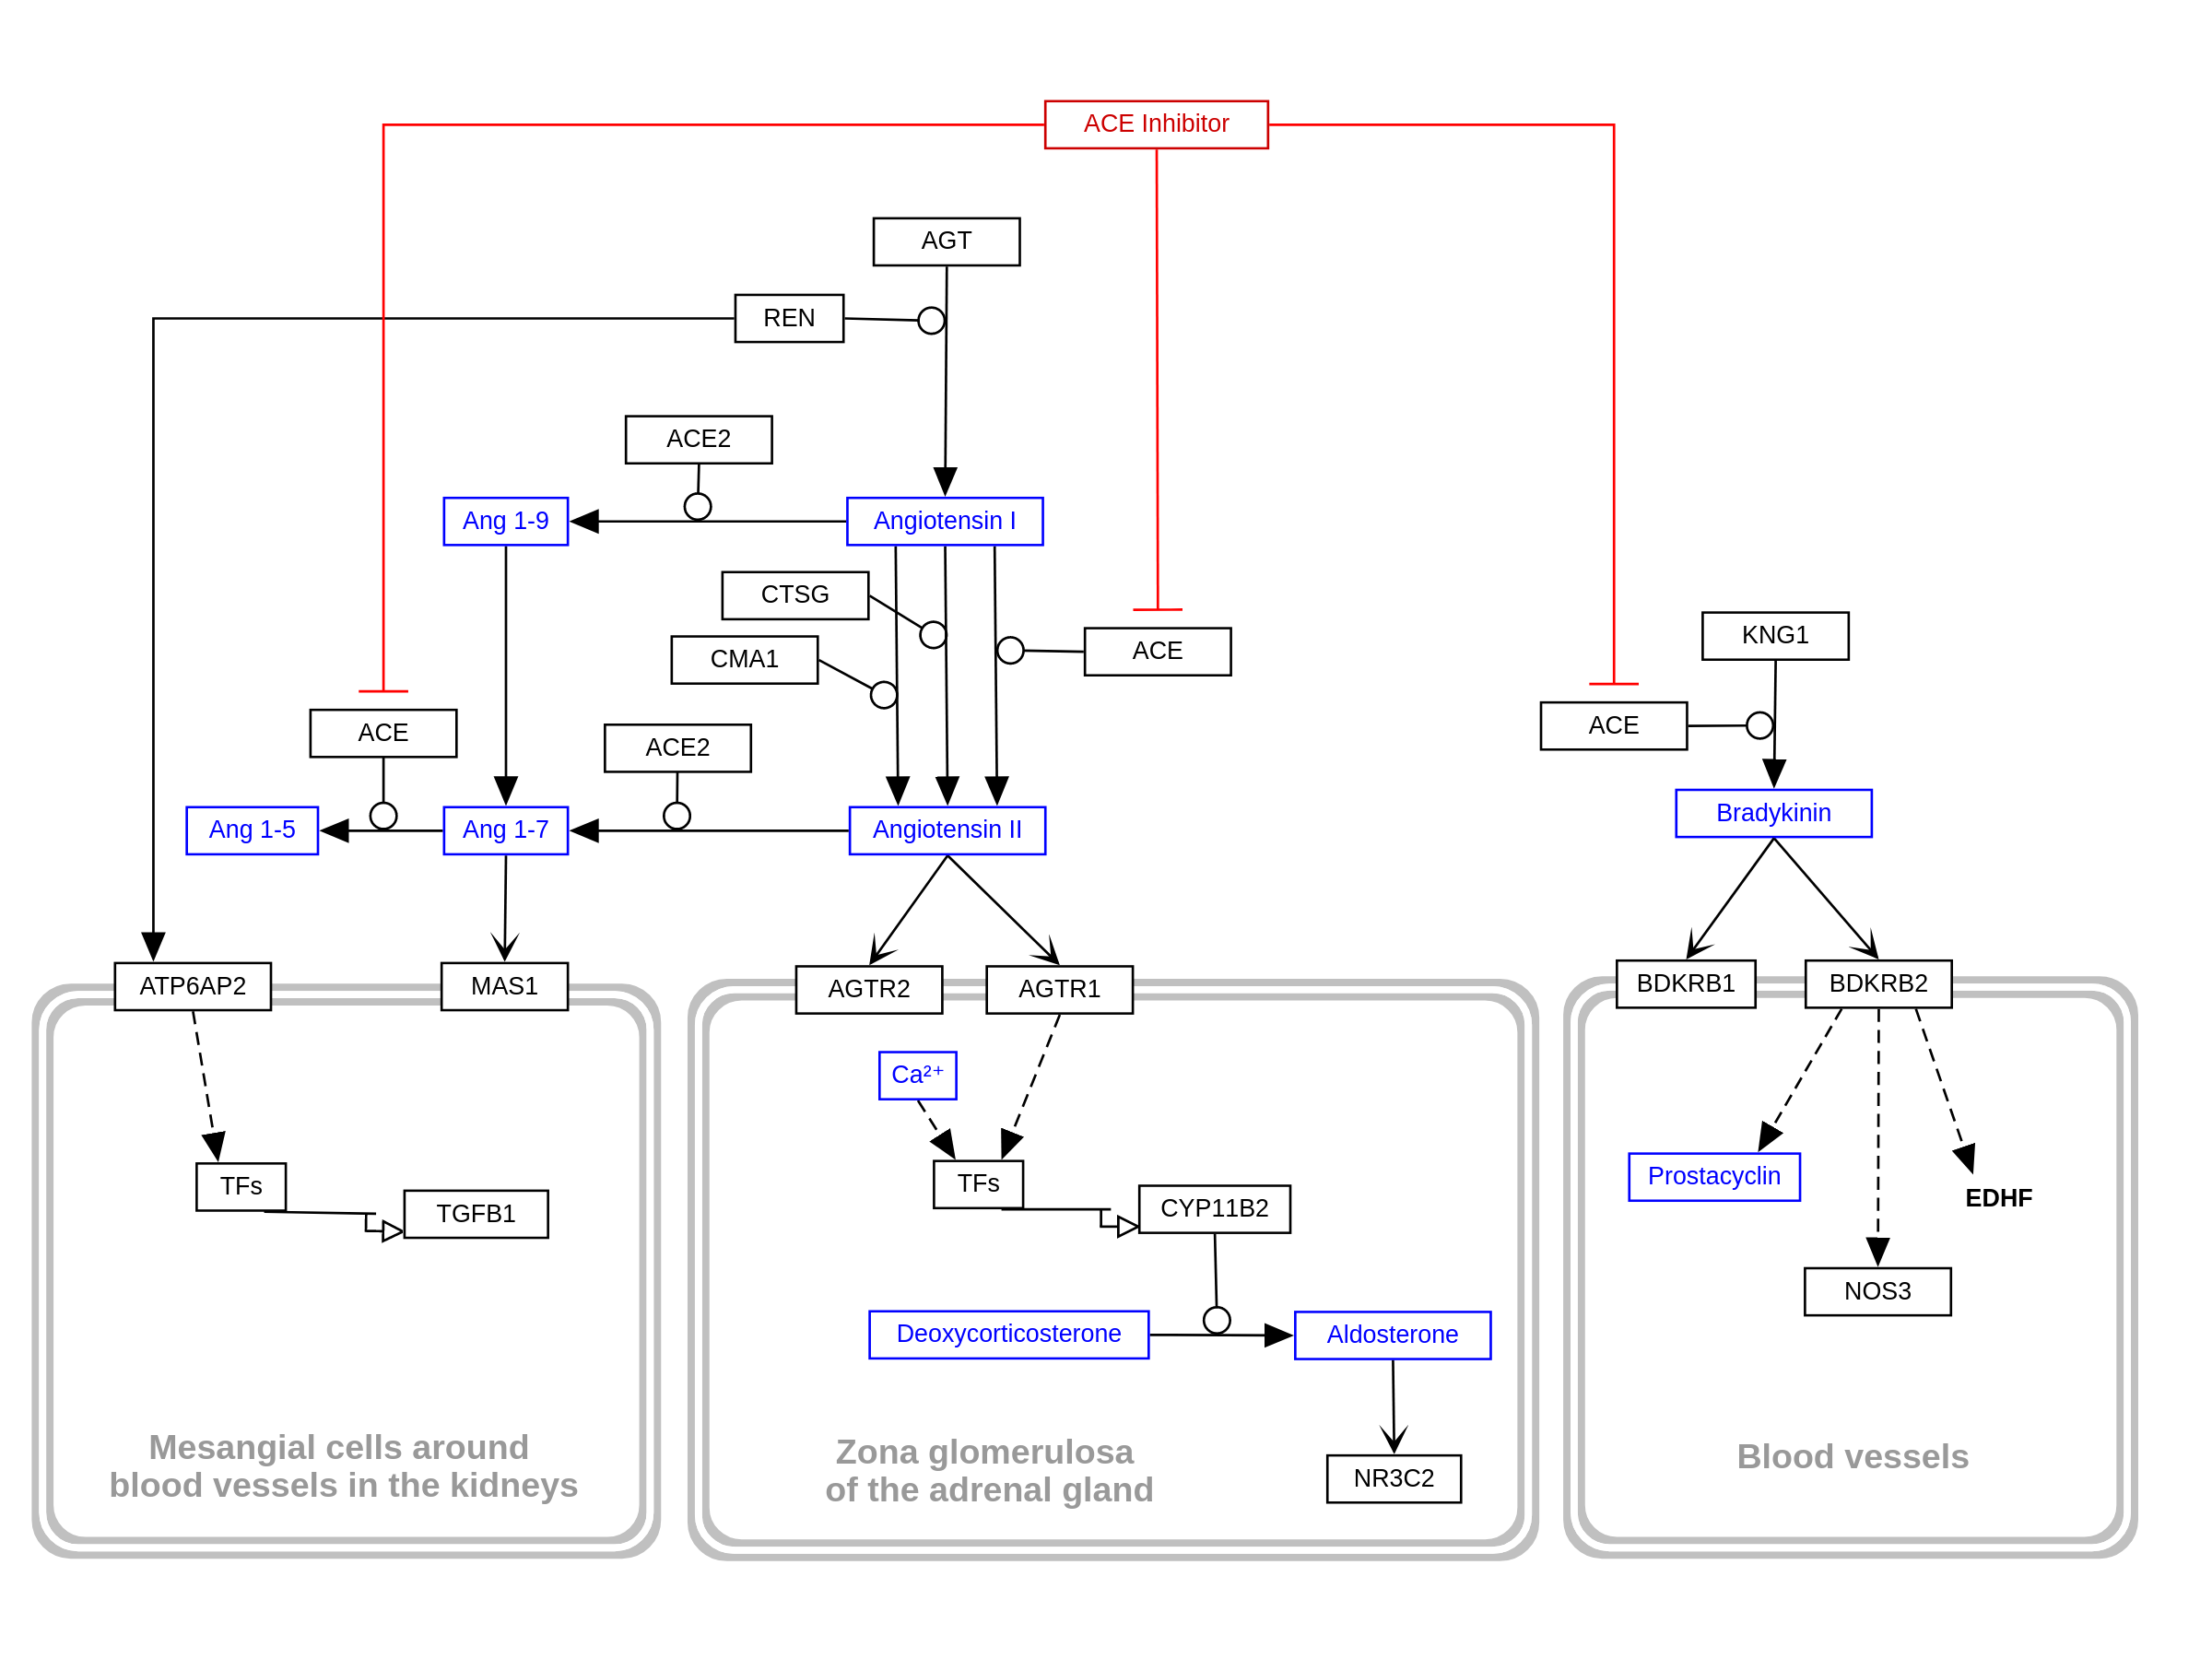 ACE Inhibitor
AGT
REN
ACE2
Ang 1-9
Angiotensin I
CTSG
CMA1
ACE
KNG1
ACE
ACE2
ACE
Ang 1-5
Ang 1-7
Angiotensin II
Bradykinin
ATP6AP2
MAS1
AGTR2
AGTR1
BDKRB1
BDKRB2
Ca²⁺
TFs
TGFB1
TFs
CYP11B2
Prostacyclin
EDHF
NOS3
Deoxycorticosterone
Aldosterone
NR3C2
Mesangial cells around
blood vessels in the kidneys
Zona glomerulosa
of the adrenal gland
Blood vessels